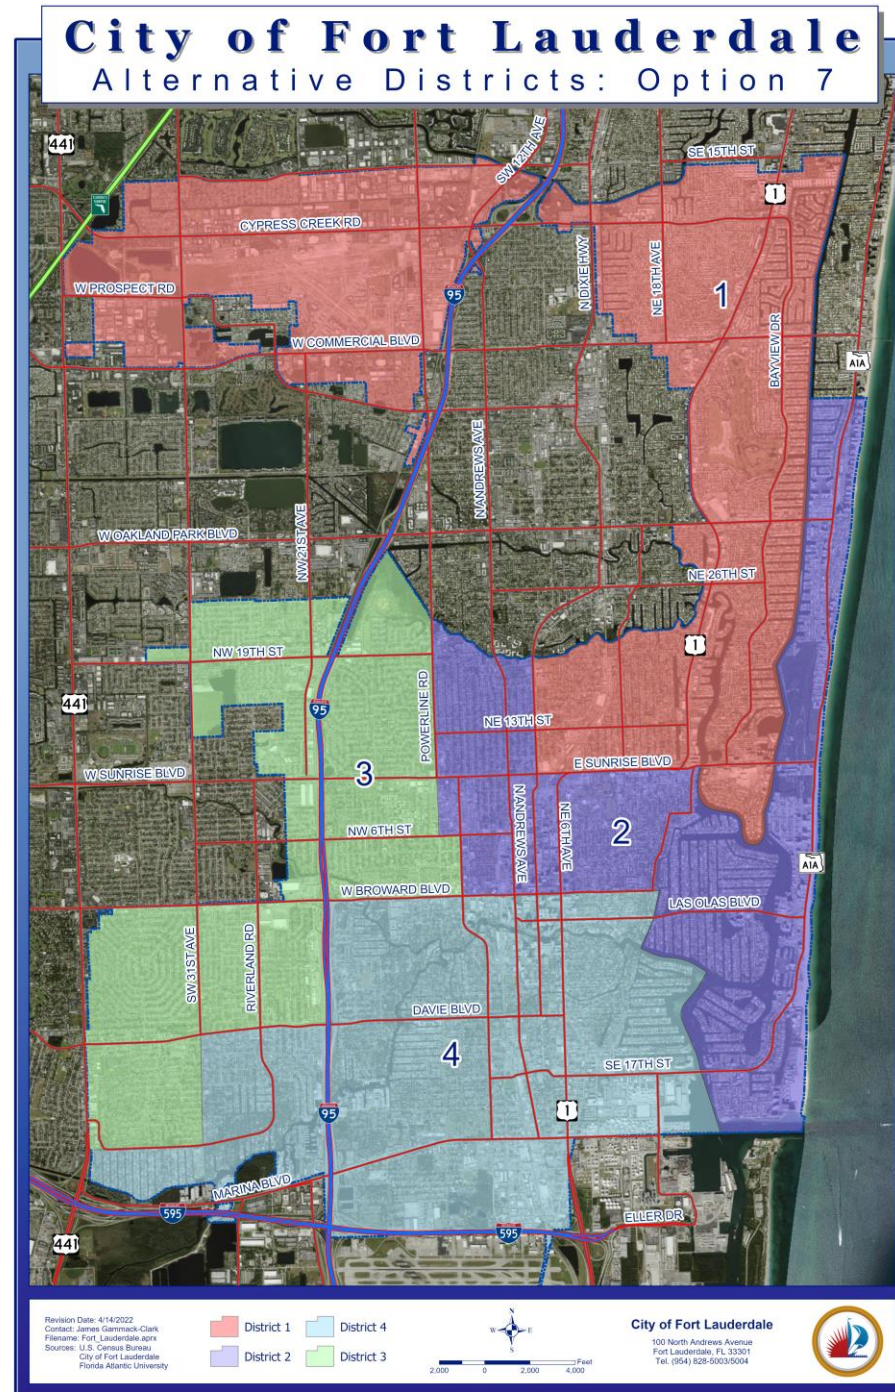 City of Fort Lauderdale
Alternative Districts: Option 7
441
SW 12TH AVE
SE 15TH ST
1
CYPRESS CREEK RD
N DIXIE HWY
NE 18TH AVE
W PROSPECT RD
95
1
BAYVIEW DR
W COMMERCIAL BLVD
A1A
N ANDREWS AVE
W OAKLAND PARK BLVD
NW 21ST AVE
NE 26TH ST
NW 19TH ST
1
441
95
POWERLINE RD
NE 13TH ST
W SUNRISE BLVD
3
E SUNRISE BLVD
NW 6TH ST
N ANDREWS AVE
NE 6TH AVE
2
A1A
W BROWARD BLVD
LAS OLAS BLVD
SW 31ST AVE
RIVERLAND RD
DAVIE BLVD
4
SE 17TH ST
95
1
MARINA BLVD
595
595
ELLER DR
441
Revision Date: 4/14/2022
Contact: James Gammack-Clark
Filename: Fort_Lauderdale.aprx
Sources: U.S. Census Bureau
City of Fort Lauderdale
Florida Atlantic University
District 1
District 4
District 2
District 3
N
W
E
S
2,000 0 2,000 4,000 Feet
City of Fort Lauderdale
100 North Andrews Avenue
Fort Lauderdale, FL 33301
Tel. (954) 828-5003/5004